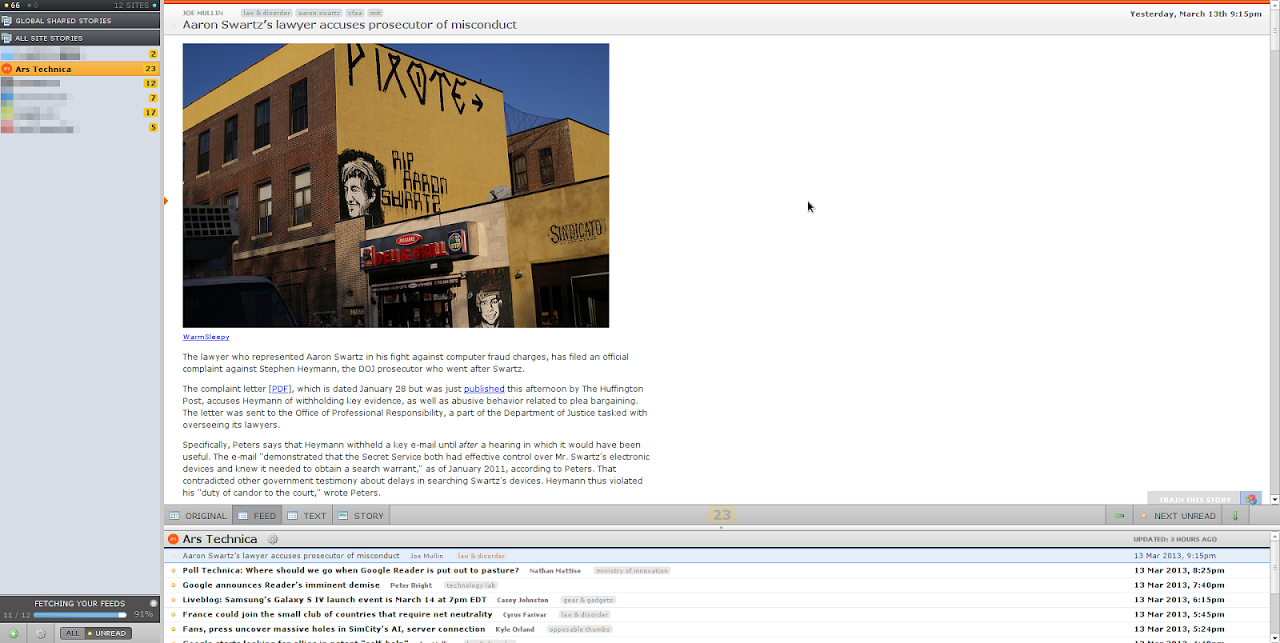 66 0 12 SITES
GLOBAL SHARED STORIES
ALL SITE STORIES
2
Ars Technica 23
12
7
17
5
FETCHING YOUR FEEDS
11 / 12 91%
ALL UNREAD
JOE MULLIN law & disorder aaron swartz cfaa mit
Aaron Swartz's lawyer accuses prosecutor of misconduct
Yesterday, March 13th 9:15pm
PIXOTE
RIP
AARON
SWARTZ
SINDICATO
DELI & GRILL
WarmSleepy
The lawyer who represented Aaron Swartz in his fight against computer fraud charges, has filed an official
complaint against Stephen Heymann, the DOJ prosecutor who went after Swartz.
The complaint letter [PDF], which is dated January 28 but was just published this afternoon by The Huffington
Post, accuses Heymann of withholding key evidence, as well as abusive behavior related to plea bargaining.
The letter was sent to the Office of Professional Responsibility, a part of the Department of Justice tasked with
overseeing its lawyers.
Specifically, Peters says that Heymann withheld a key e-mail until after a hearing in which it would have been
useful. The e-mail "demonstrated that the Secret Service both had effective control over Mr. Swartz's electronic
devices and knew it needed to obtain a search warrant," as of January 2011, according to Peters. That
contradicted other government testimony about delays in searching Swartz's devices. Heymann thus violated
his "duty of candor to the court," wrote Peters.
TRAIN THIS STORY
ORIGINAL FEED TEXT STORY 23 NEXT UNREAD
Ars Technica UPDATED: 3 HOURS AGO
Aaron Swartz's lawyer accuses prosecutor of misconduct Joe Mullin law & disorder 13 Mar 2013, 9:15pm
Poll Technica: Where should we go when Google Reader is put out to pasture? Nathan Mattise ministry of innovation 13 Mar 2013, 8:25pm
Google announces Reader's imminent demise Peter Bright technology lab 13 Mar 2013, 7:40pm
Liveblog: Samsung's Galaxy S IV launch event is March 14 at 7pm EDT Casey Johnston gear & gadgets 13 Mar 2013, 6:15pm
France could join the small club of countries that require net neutrality Cyrus Farivar law & disorder 13 Mar 2013, 5:45pm
Fans, press uncover massive holes in SimCity's AI, server connection Kyle Orland opposable thumbs 13 Mar 2013, 5:24pm